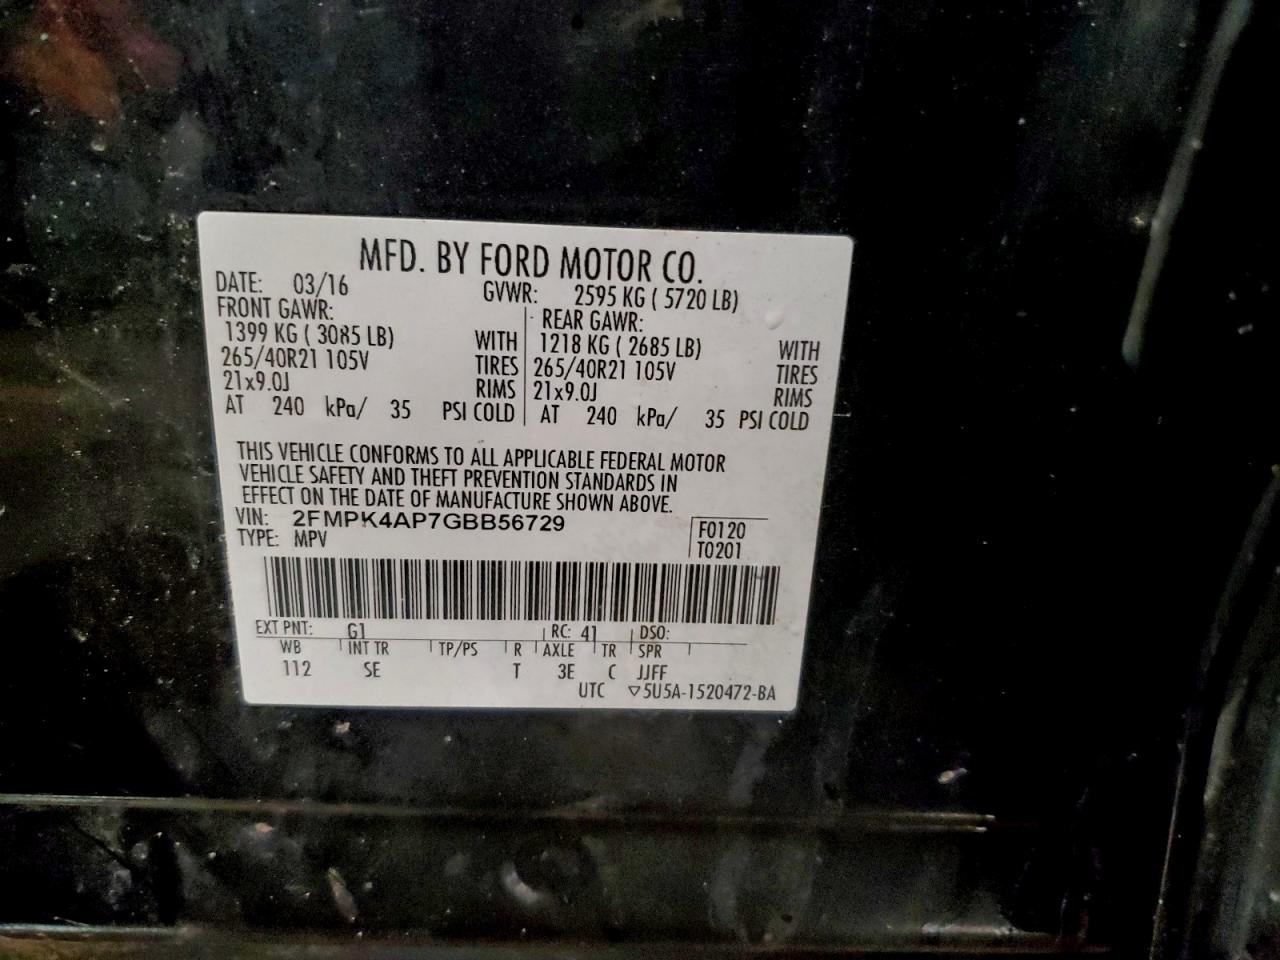 MFD. BY FORD MOTOR CO.
DATE: 03/16 GVWR: 2595 KG ( 5720 LB)
FRONT GAWR: REAR GAWR:
1399 KG ( 3085 LB) WITH 1218 KG ( 2685 LB) WITH
265/40R21 105V TIRES 265/40R21 105V TIRES
21x9.0J RIMS 21x9.0J RIMS
AT 240 kPa/ 35 PSI COLD AT 240 kPa/ 35 PSI COLD
THIS VEHICLE CONFORMS TO ALL APPLICABLE FEDERAL MOTOR
VEHICLE SAFETY AND THEFT PREVENTION STANDARDS IN
EFFECT ON THE DATE OF MANUFACTURE SHOWN ABOVE.
VIN: 2FMPK4AP7GBB56729 F0120
TYPE: MPV T0201
EXT PNT: G1 RC: 41 DSO:
WB INT TR TP/PS R AXLE TR SPR
112 SE T 3E C JJFF
UTC ▽5U5A-1520472-BA